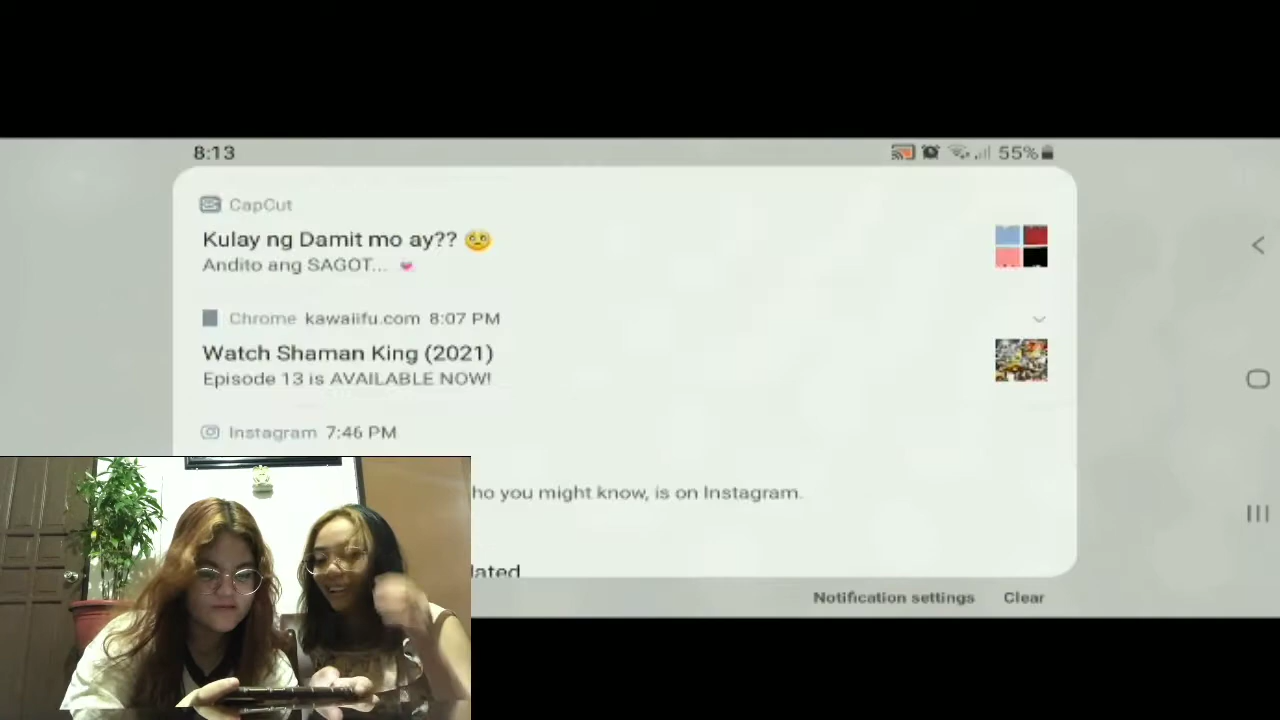 8:13
55%
CapCut
Kulay ng Damit mo ay?? 🥺
Andito ang SAGOT... 💗
Chrome kawaiifu.com 8:07 PM
Watch Shaman King (2021)
Episode 13 is AVAILABLE NOW!
Instagram 7:46 PM
you might know, is on Instagram.
Notification settings
Clear